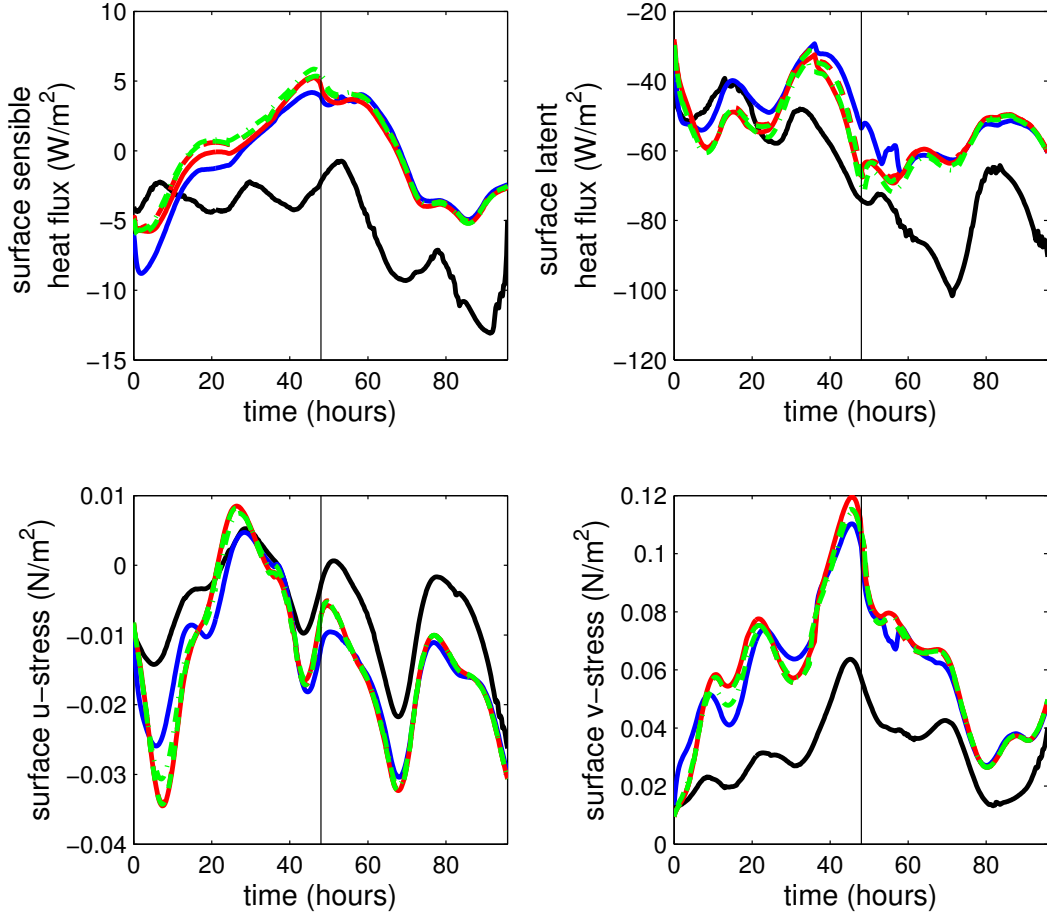 10
5
0
−5
−10
−15
0 20 40 60 80
time (hours)
surface sensible
heat flux (W/m²)
−20
−40
−60
−80
−100
−120
0 20 40 60 80
time (hours)
surface latent
heat flux (W/m²)
0.01
0
−0.01
−0.02
−0.03
−0.04
0 20 40 60 80
time (hours)
surface u−stress (N/m²)
0.12
0.1
0.08
0.06
0.04
0.02
0
0 20 40 60 80
time (hours)
surface v−stress (N/m²)